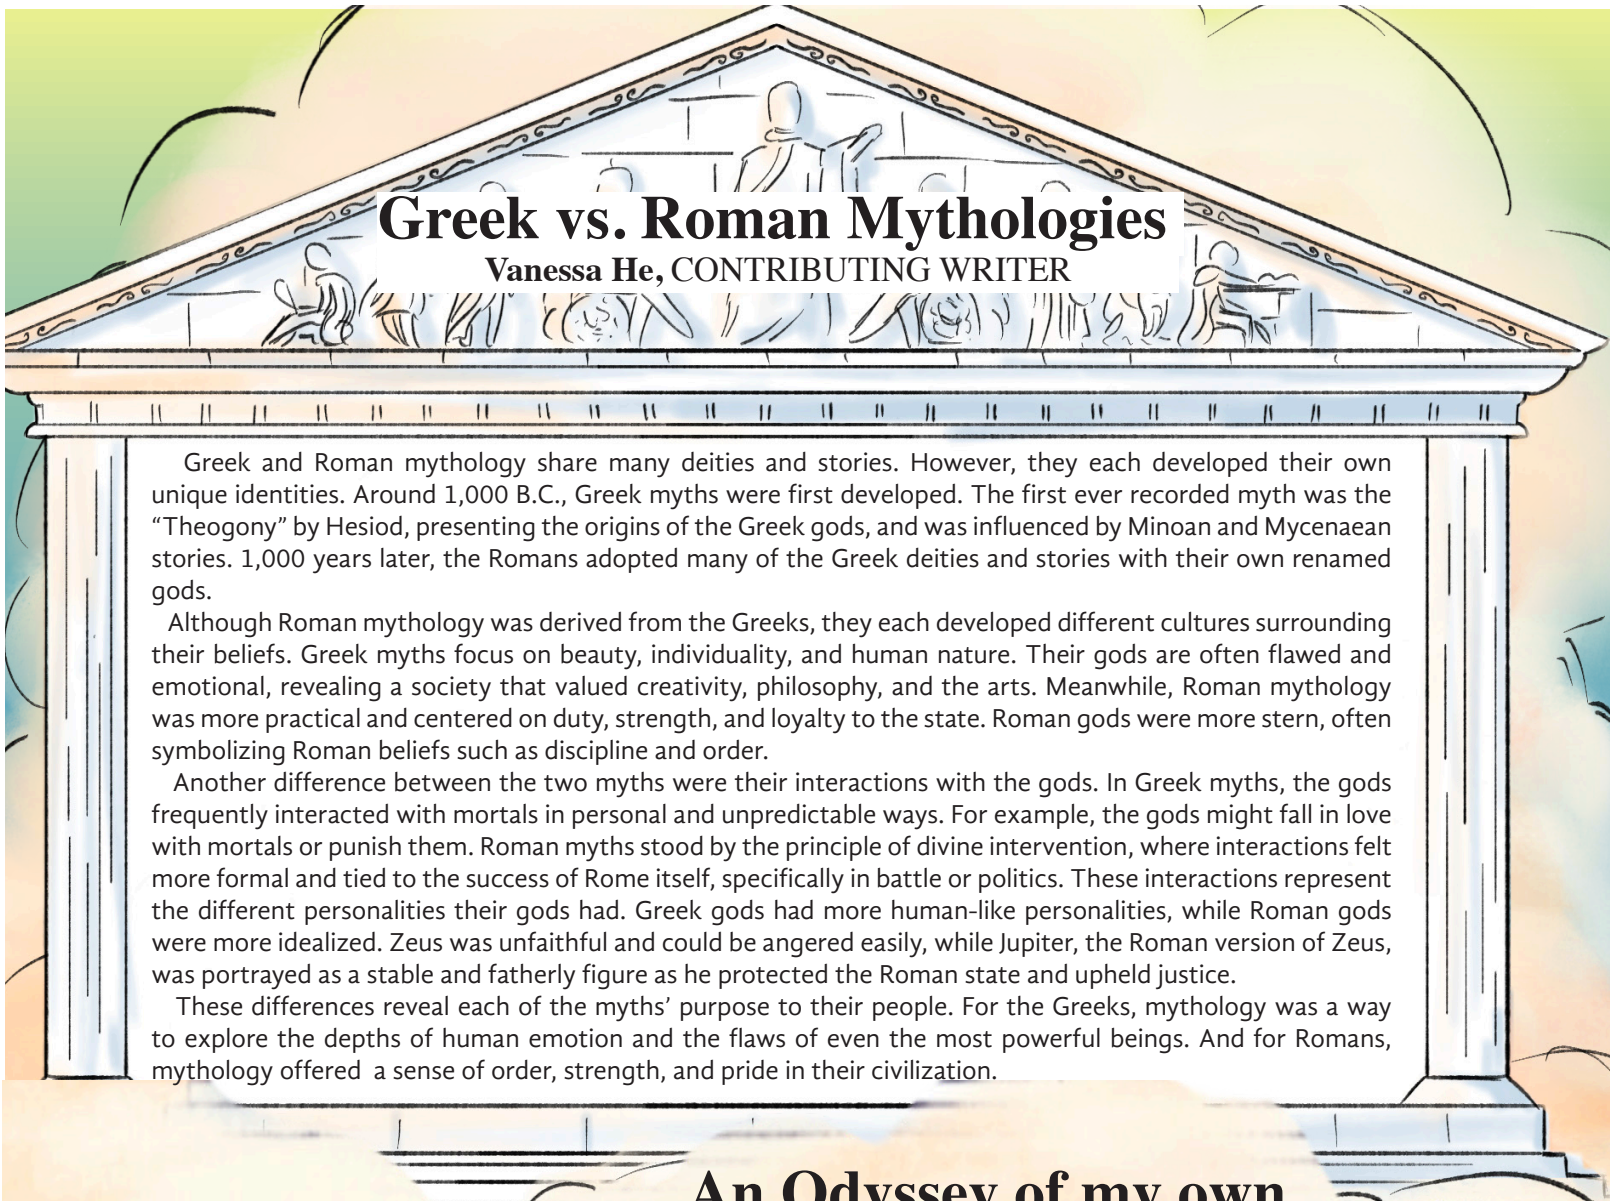 Greek vs. Roman Mythologies
Vanessa He, CONTRIBUTING WRITER
Greek and Roman mythology share many deities and stories. However, they each developed their own
unique identities. Around 1,000 B.C., Greek myths were first developed. The first ever recorded myth was the
“Theogony” by Hesiod, presenting the origins of the Greek gods, and was influenced by Minoan and Mycenaean
stories. 1,000 years later, the Romans adopted many of the Greek deities and stories with their own renamed
gods.
Although Roman mythology was derived from the Greeks, they each developed different cultures surrounding
their beliefs. Greek myths focus on beauty, individuality, and human nature. Their gods are often flawed and
emotional, revealing a society that valued creativity, philosophy, and the arts. Meanwhile, Roman mythology
was more practical and centered on duty, strength, and loyalty to the state. Roman gods were more stern, often
symbolizing Roman beliefs such as discipline and order.
Another difference between the two myths were their interactions with the gods. In Greek myths, the gods
frequently interacted with mortals in personal and unpredictable ways. For example, the gods might fall in love
with mortals or punish them. Roman myths stood by the principle of divine intervention, where interactions felt
more formal and tied to the success of Rome itself, specifically in battle or politics. These interactions represent
the different personalities their gods had. Greek gods had more human-like personalities, while Roman gods
were more idealized. Zeus was unfaithful and could be angered easily, while Jupiter, the Roman version of Zeus,
was portrayed as a stable and fatherly figure as he protected the Roman state and upheld justice.
These differences reveal each of the myths’ purpose to their people. For the Greeks, mythology was a way
to explore the depths of human emotion and the flaws of even the most powerful beings. And for Romans,
mythology offered  a sense of order, strength, and pride in their civilization.
An Odyssey of my own